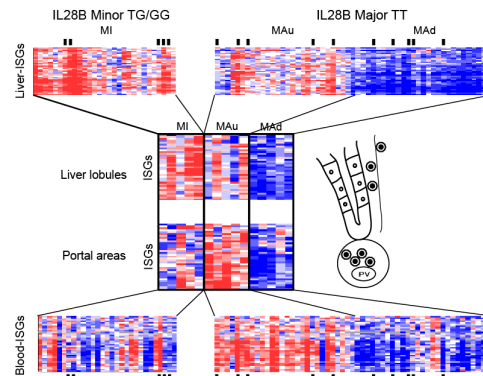 IL28B Minor TG/GG
IL28B Major TT
MI
MAu
MAd
Liver-ISGs
MI
MAu
MAd
Liver lobules
ISGs
Portal areas
ISGs
PV
Blood-ISGs